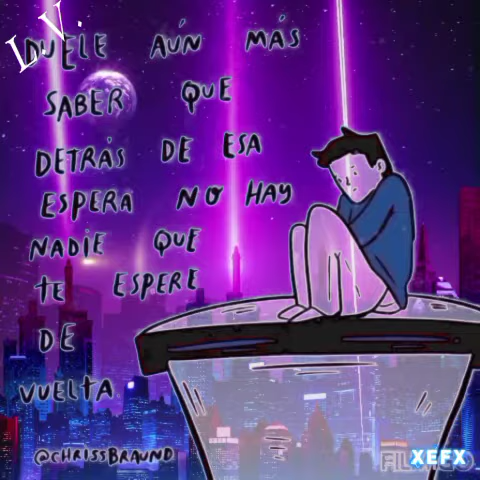 L.V.
DUELE AÚN MÁS
SABER QUE
DETRÁS DE ESA
ESPERA NO HAY
NADIE QUE
TE ESPERE
DE
VUELTA
@CHRISSBRAUND
XEFX